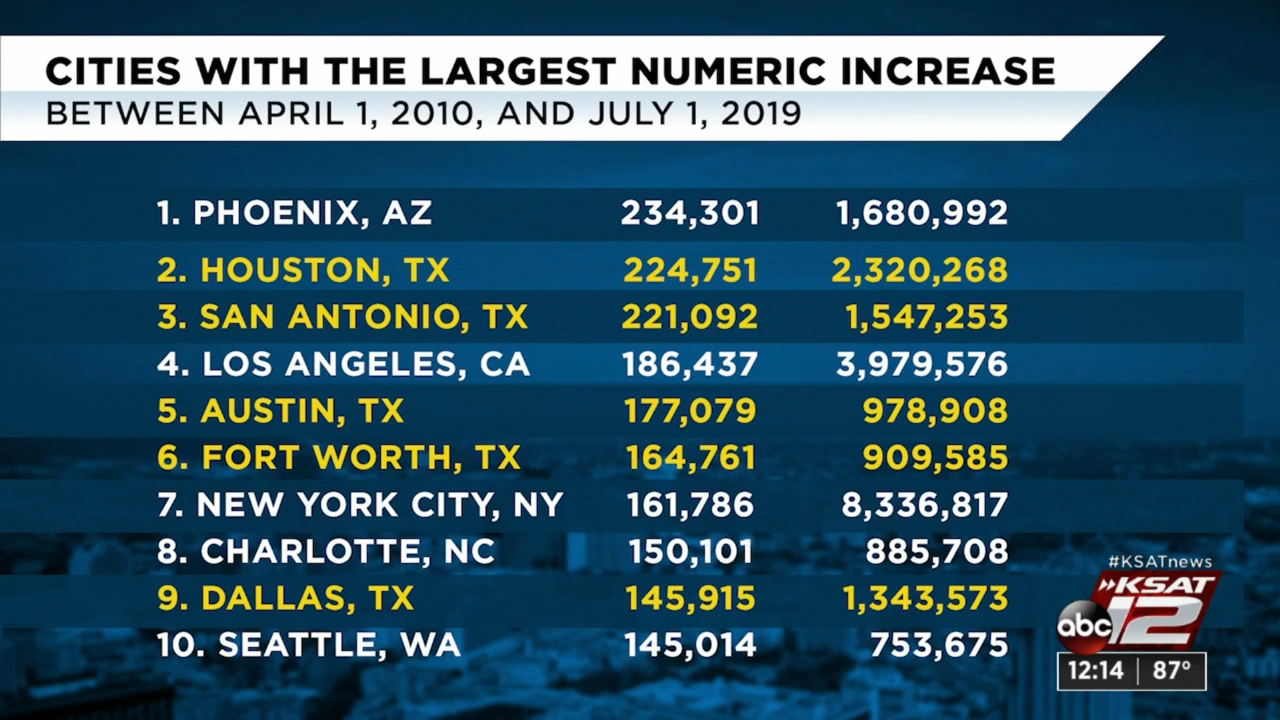 CITIES WITH THE LARGEST NUMERIC INCREASE
BETWEEN APRIL 1, 2010, AND JULY 1, 2019
1. PHOENIX, AZ 234,301 1,680,992
2. HOUSTON, TX 224,751 2,320,268
3. SAN ANTONIO, TX 221,092 1,547,253
4. LOS ANGELES, CA 186,437 3,979,576
5. AUSTIN, TX 177,079 978,908
6. FORT WORTH, TX 164,761 909,585
7. NEW YORK CITY, NY 161,786 8,336,817
8. CHARLOTTE, NC 150,101 885,708
9. DALLAS, TX 145,915 1,343,573
10. SEATTLE, WA 145,014 753,675
#KSATnews
KSAT
abc 12
12:14 87°